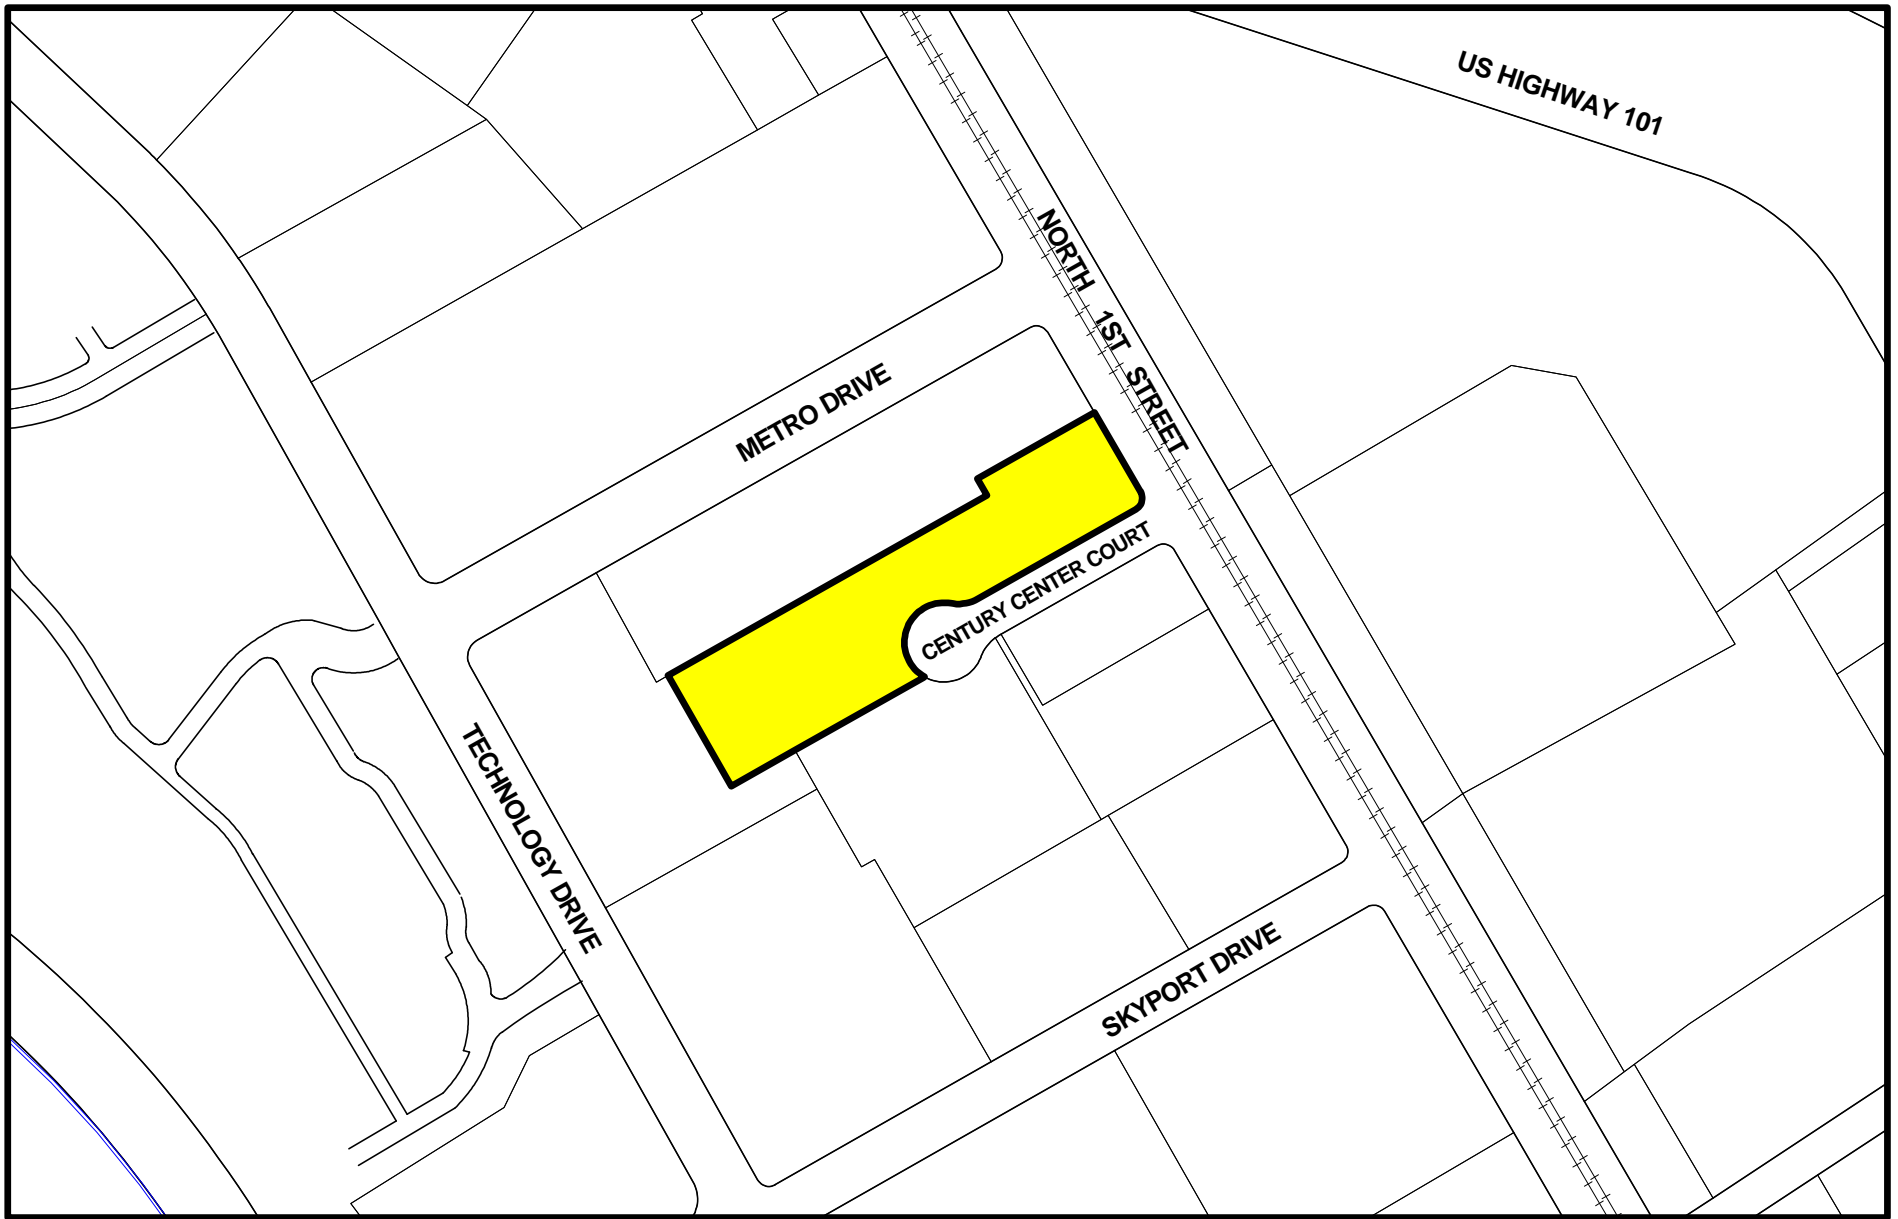 US HIGHWAY 101
NORTH 1ST STREET
METRO DRIVE
CENTURY CENTER COURT
TECHNOLOGY DRIVE
SKYPORT DRIVE